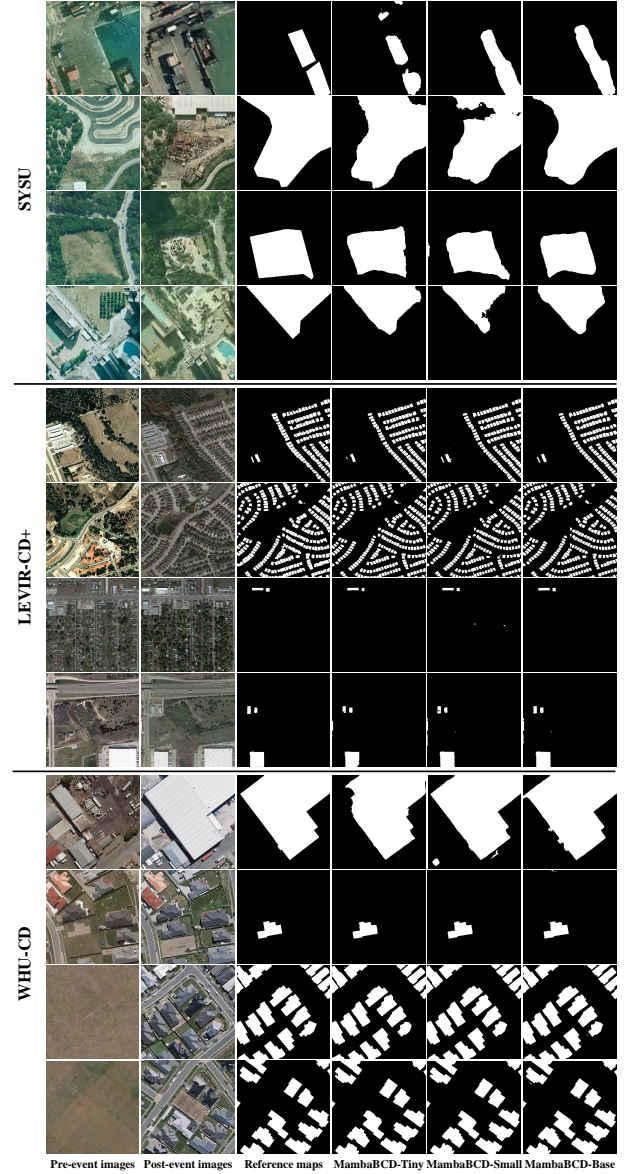 SYSU
LEVIR-CD+
WHU-CD
Pre-event images Post-event images Reference maps MambaBCD-Tiny MambaBCD-Small MambaBCD-Base